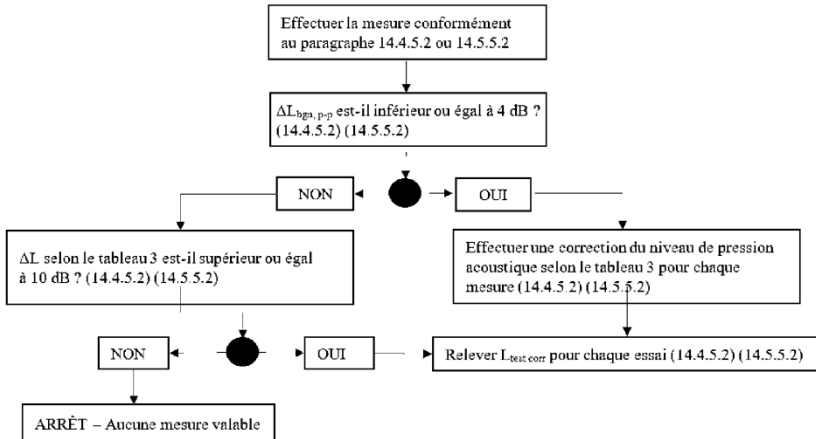 Effectuer la mesure conformément
au paragraphe 14.4.5.2 ou 14.5.5.2
ΔLbgn, p-p est-il inférieur ou égal à 4 dB ?
(14.4.5.2) (14.5.5.2)
NON
OUI
ΔL selon le tableau 3 est-il supérieur ou égal
à 10 dB ? (14.4.5.2) (14.5.5.2)
Effectuer une correction du niveau de pression
acoustique selon le tableau 3 pour chaque
mesure (14.4.5.2) (14.5.5.2)
NON
OUI
Relever Ltest corr pour chaque essai (14.4.5.2) (14.5.5.2)
ARRÊT – Aucune mesure valable